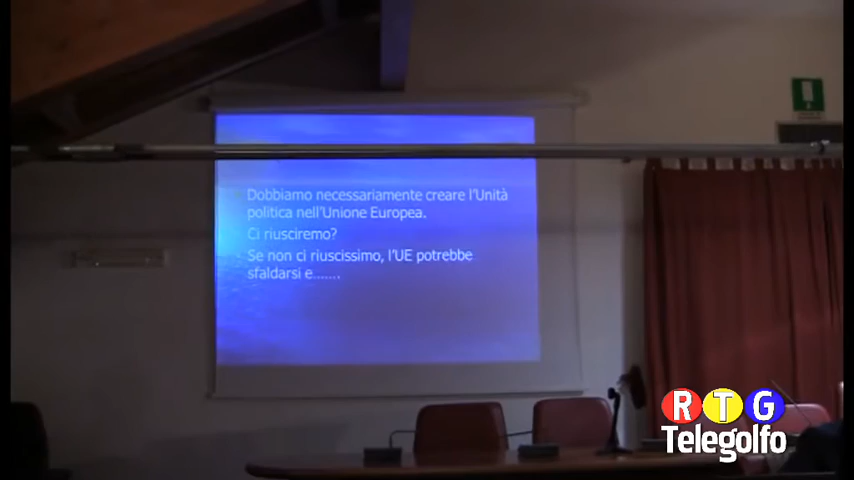 Dobbiamo necessariamente creare l'Unità
politica nell'Unione Europea.
Ci riusciremo?
Se non ci riuscissimo, l'UE potrebbe
sfaldarsi e.......
RTG
Telegolfo